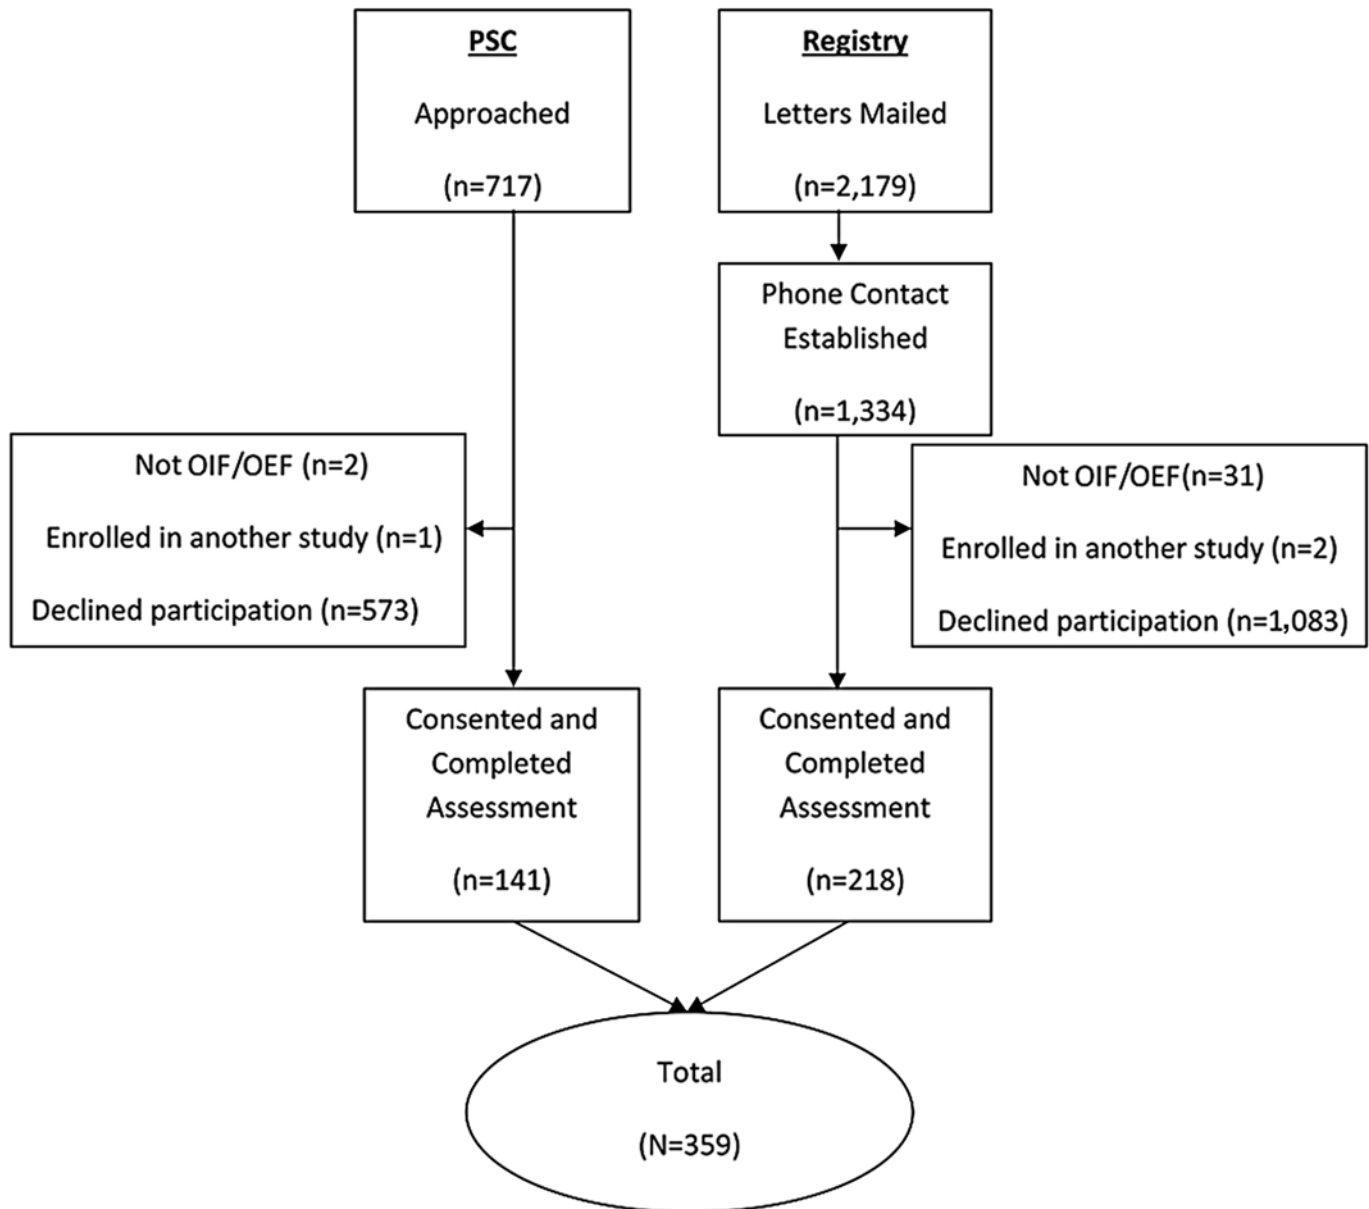 PSC
Approached
(n=717)
Registry
Letters Mailed
(n=2,179)
Phone Contact
Established
(n=1,334)
Not OIF/OEF (n=2)
Enrolled in another study (n=1)
Declined participation (n=573)
Not OIF/OEF(n=31)
Enrolled in another study (n=2)
Declined participation (n=1,083)
Consented and
Completed
Assessment
(n=141)
Consented and
Completed
Assessment
(n=218)
Total
(N=359)